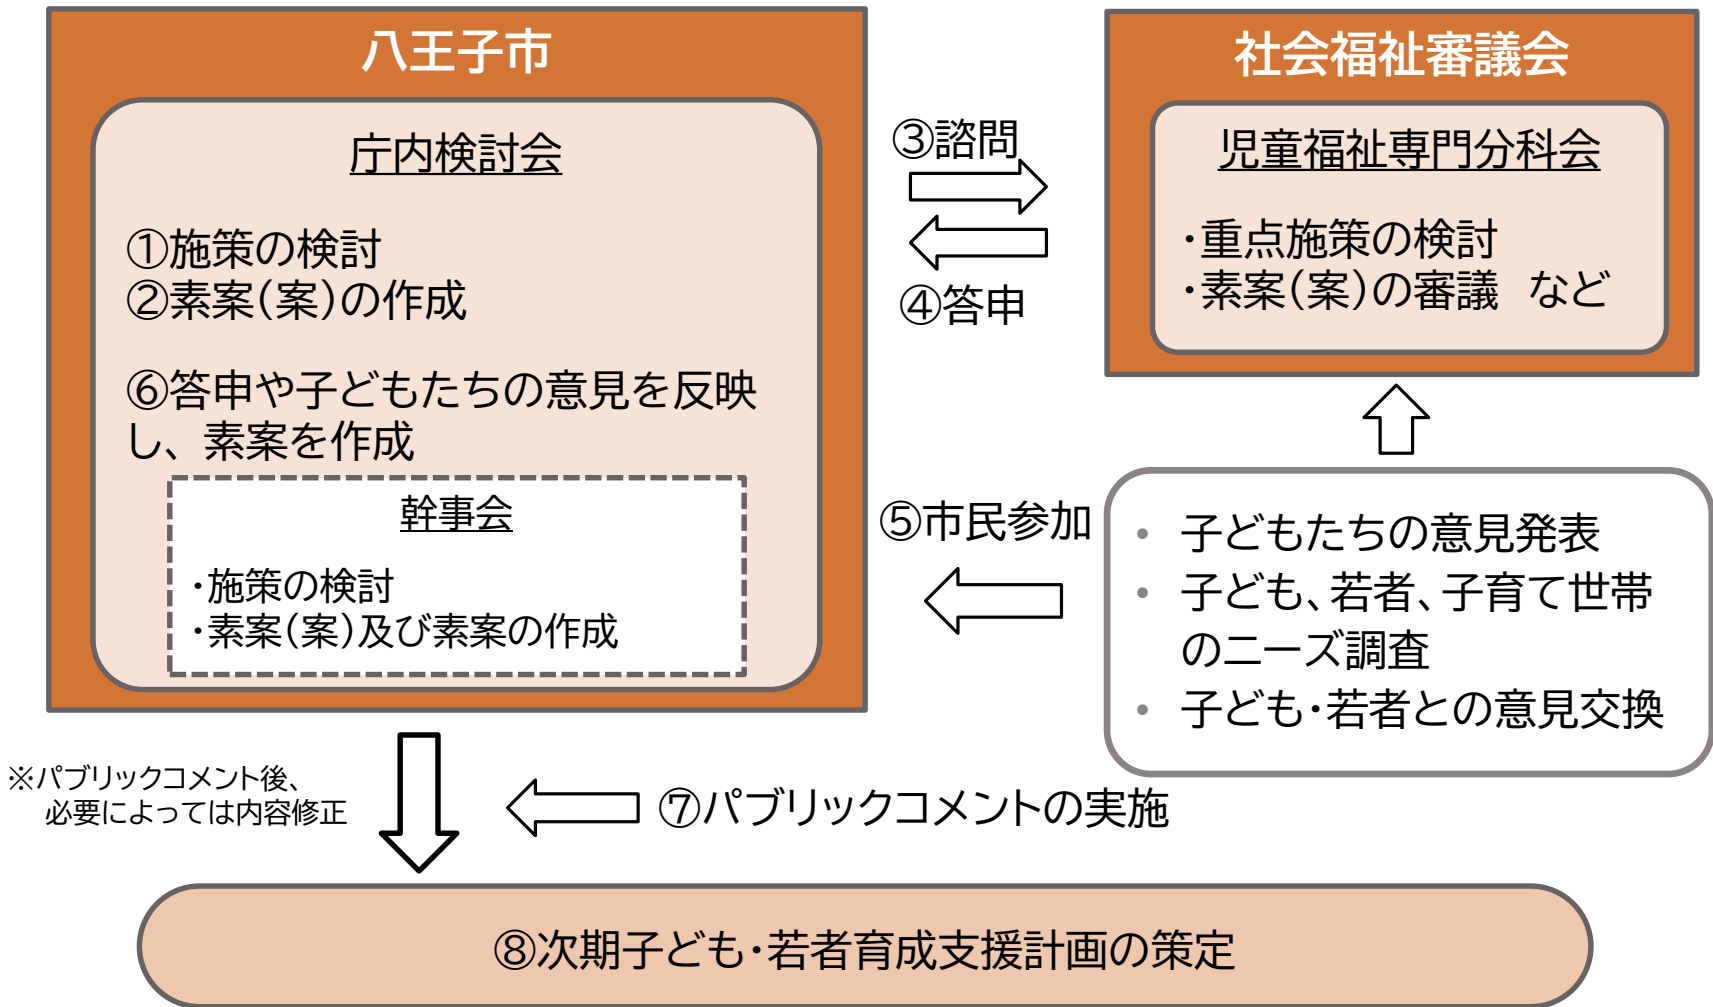 八王子市
庁内検討会
①施策の検討
②素案(案)の作成
⑥答申や子どもたちの意見を反映
し、素案を作成
幹事会
・施策の検討
・素案(案)及び素案の作成
③諮問
④答申
社会福祉審議会
児童福祉専門分科会
・重点施策の検討
・素案(案)の審議　など
⑤市民参加
• 子どもたちの意見発表
• 子ども、若者、子育て世帯
のニーズ調査
• 子ども・若者との意見交換
※パブリックコメント後、
必要によっては内容修正
⑦パブリックコメントの実施
⑧次期子ども・若者育成支援計画の策定